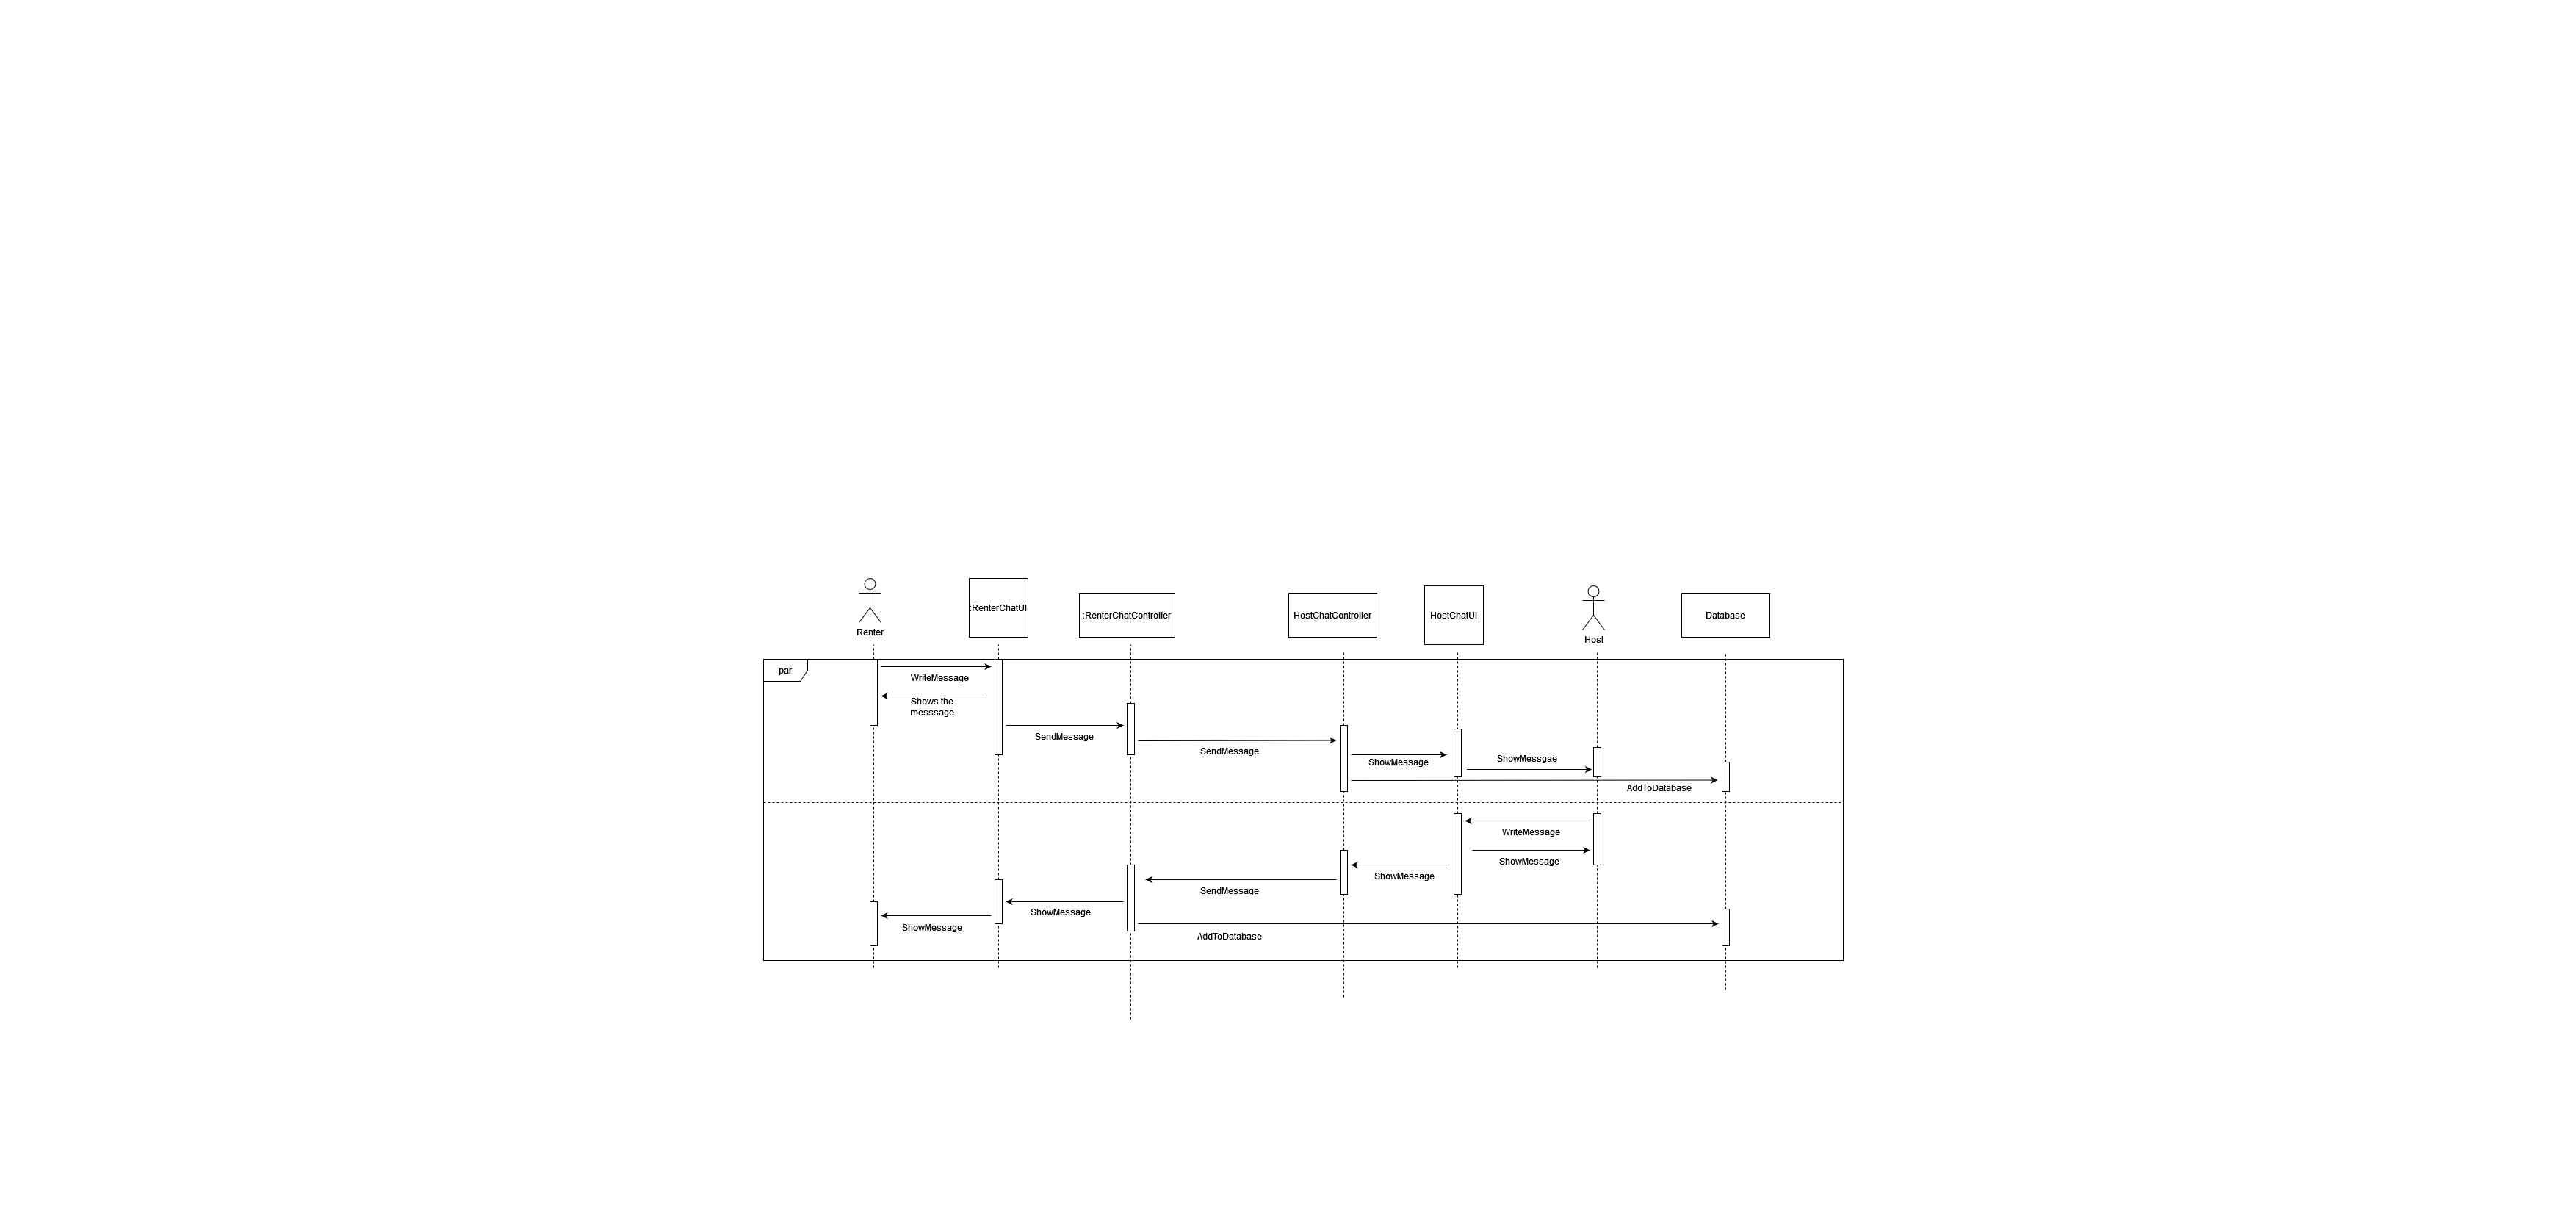 Renter
:RenterChatUI
:RenterChatController
HostChatController
HostChatUI
Host
Database
par
WriteMessage
Shows the
messsage
SendMessage
SendMessage
ShowMessage
ShowMessgae
AddToDatabase
WriteMessage
ShowMessage
ShowMessage
SendMessage
ShowMessage
ShowMessage
AddToDatabase